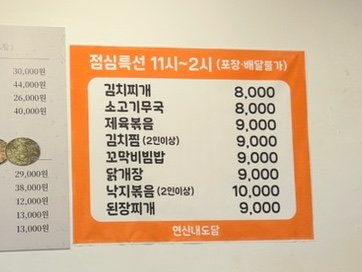 30,000원
44,000원
26,000원
40,000원
29,000원
38,000원
12,000원
13,000원
13,000원
점심특선 11시~2시 (포장·배달불가)
김치찌개 8,000
소고기무국 8,000
제육볶음 9,000
김치찜 (2인이상) 9,000
꼬막비빔밥 9,000
닭개장 9,000
낙지볶음 (2인이상) 10,000
된장찌개 9,000
연신내도담